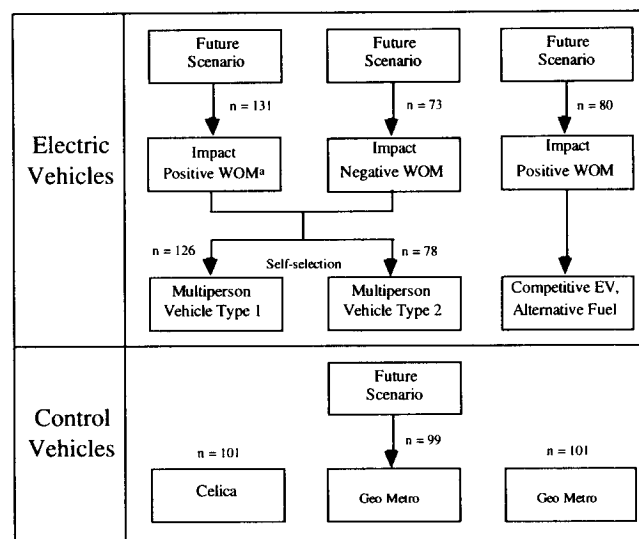 Future
Scenario
Future
Scenario
Future
Scenario
n = 131
n = 73
n = 80
Electric
Vehicles
Impact
Positive WOMa
Impact
Negative WOM
Impact
Positive WOM
n = 126
Self-selection
n = 78
Multiperson
Vehicle Type 1
Multiperson
Vehicle Type 2
Competitive EV,
Alternative Fuel
Control
Vehicles
Future
Scenario
n = 99
n = 101
n = 101
Celica
Geo Metro
Geo Metro